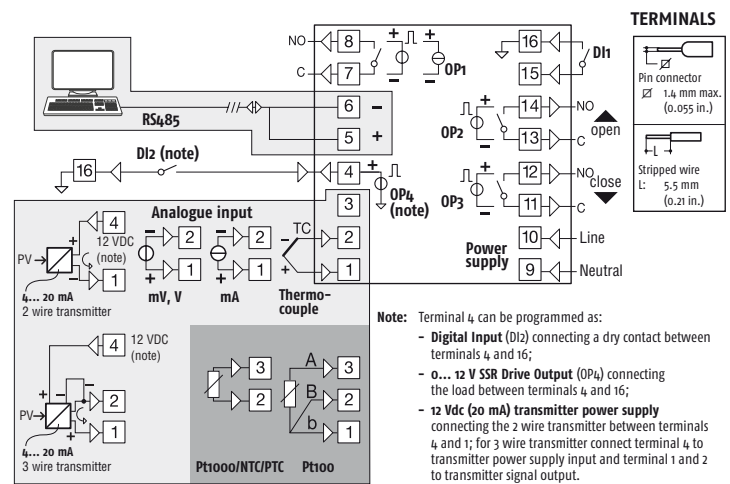 TERMINALS
NO
8
C
7
+
−
+
−
OP1
16
15
DI1
Pin connector
1.4 mm max.
(0.055 in.)
L
Stripped wire
L: 5.5 mm
(0.21 in.)
RS485
6 −
5 +
OP2
+
−
14 NO
13 C
open
16
DI2 (note)
4
+
−
OP4
(note)
OP3
+
−
12 NO
11 C
close
Power
supply
10 Line
9 Neutral
3
TC
2
1
−
+
Thermo-
couple
Analogue input
4
12 VDC
(note)
PV
+
−
1
4... 20 mA
2 wire transmitter
−
2
+
1
mV, V
−
2
+
1
mA
4
12 VDC
(note)
+
−
PV
2
+
1
4... 20 mA
3 wire transmitter
3
2
Pt1000/NTC/PTC
A
3
B
2
b
1
Pt100
Note: Terminal 4 can be programmed as:
– Digital Input (DI2) connecting a dry contact between
terminals 4 and 16;
– 0... 12 V SSR Drive Output (OP4) connecting
the load between terminals 4 and 16;
– 12 Vdc (20 mA) transmitter power supply
connecting the 2 wire transmitter between terminals
4 and 1; for 3 wire transmitter connect terminal 4 to
transmitter power supply input and terminal 1 and 2
to transmitter signal output.